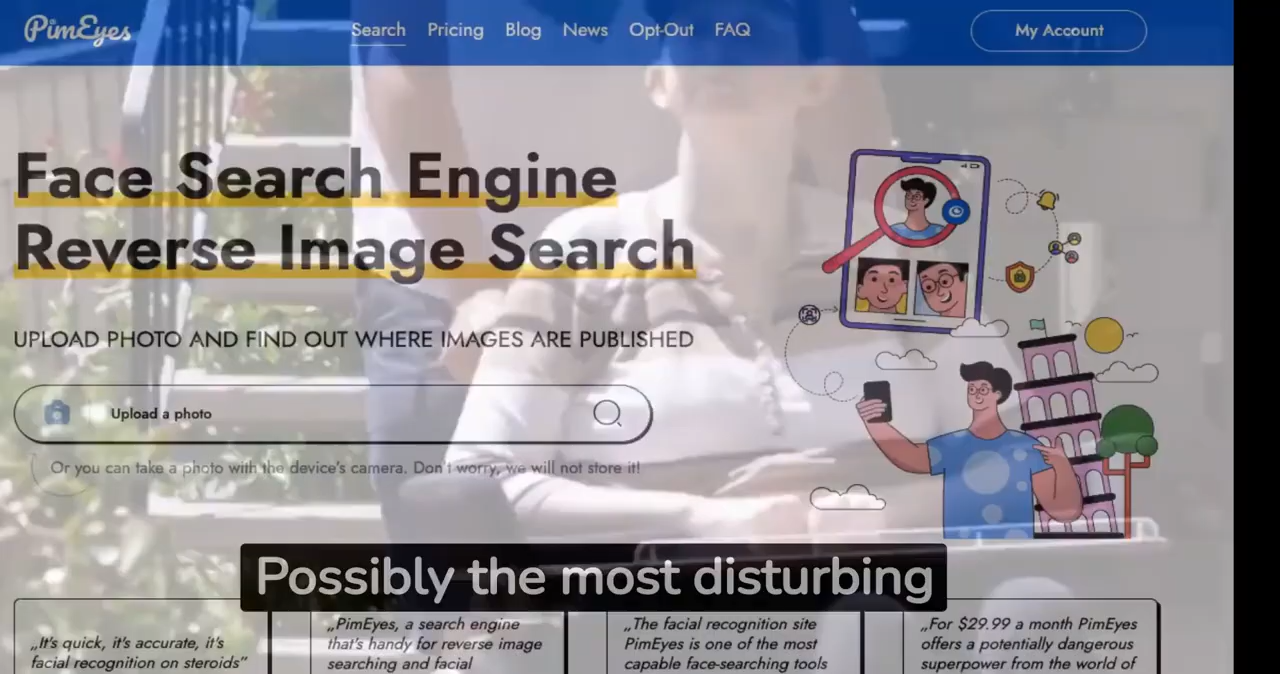 PimEyes
Search Pricing Blog News Opt-Out FAQ
My Account
Face Search Engine
Reverse Image Search
UPLOAD PHOTO AND FIND OUT WHERE IMAGES ARE PUBLISHED
Upload a photo
Or you can take a photo with the device's camera. Don't worry, we will not store it!
Possibly the most disturbing
„It's quick, it's accurate, it's
facial recognition on steroids”
„PimEyes, a search engine
that's handy for reverse image
searching and facial
„The facial recognition site
PimEyes is one of the most
capable face-searching tools
„For $29.99 a month PimEyes
offers a potentially dangerous
superpower from the world of